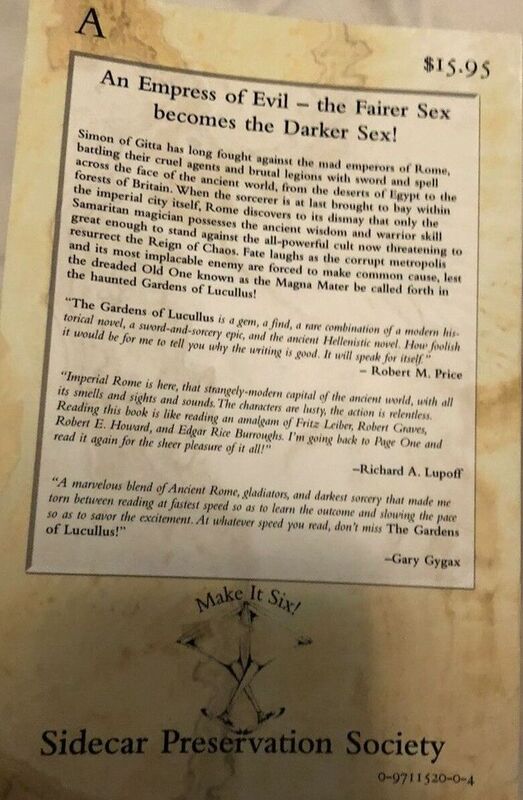 A
$15.95
An Empress of Evil – the Fairer Sex
becomes the Darker Sex!
Simon of Gitta has long fought against the mad emperors of Rome,
battling their cruel agents and brutal legions with sword and spell
across the face of the ancient world, from the deserts of Egypt to the
forests of Britain. When the sorcerer is at last brought to bay within
the imperial city itself, Rome discovers to its dismay that only the
Samaritan magician possesses the ancient wisdom and warrior skill
great enough to stand against the all-powerful cult now threatening to
resurrect the Reign of Chaos. Fate laughs as the corrupt metropolis
and its most implacable enemy are forced to make common cause, lest
the dreaded Old One known as the Magna Mater be called forth in
the haunted Gardens of Lucullus!
"The Gardens of Lucullus is a gem, a find, a rare combination of a modern his-
torical novel, a sword-and-sorcery epic, and the ancient Hellenistic novel. How foolish
it would be for me to tell you why the writing is good. It will speak for itself."
– Robert M. Price
"Imperial Rome is here, that strangely-modern capital of the ancient world, with all
its smells and sights and sounds. The characters are lusty, the action is relentless.
Reading this book is like reading an amalgam of Fritz Leiber, Robert Graves,
Robert E. Howard, and Edgar Rice Burroughs. I'm going back to Page One and
read it again for the sheer pleasure of it all!"
–Richard A. Lupoff
"A marvelous blend of Ancient Rome, gladiators, and darkest sorcery that made me
torn between reading at fastest speed so as to learn the outcome and slowing the pace
so as to savor the excitement. At whatever speed you read, don't miss The Gardens
of Lucullus!"
–Gary Gygax
Make It Six!
Sidecar Preservation Society
0-9711520-0-4